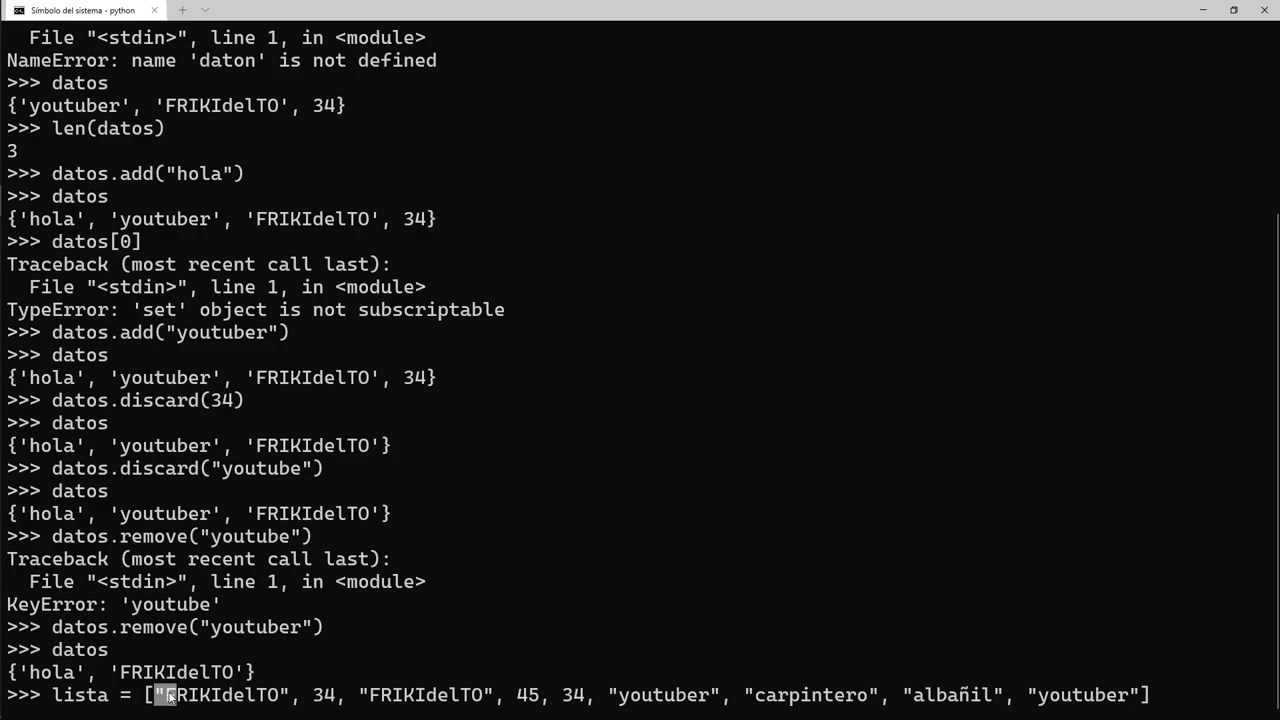 Símbolo del sistema - python
File "<stdin>", line 1, in <module>
NameError: name 'daton' is not defined
>>> datos
{'youtuber', 'FRIKIdelTO', 34}
>>> len(datos)
3
>>> datos.add("hola")
>>> datos
{'hola', 'youtuber', 'FRIKIdelTO', 34}
>>> datos[0]
Traceback (most recent call last):
File "<stdin>", line 1, in <module>
TypeError: 'set' object is not subscriptable
>>> datos.add("youtuber")
>>> datos
{'hola', 'youtuber', 'FRIKIdelTO', 34}
>>> datos.discard(34)
>>> datos
{'hola', 'youtuber', 'FRIKIdelTO'}
>>> datos.discard("youtube")
>>> datos
{'hola', 'youtuber', 'FRIKIdelTO'}
>>> datos.remove("youtube")
Traceback (most recent call last):
File "<stdin>", line 1, in <module>
KeyError: 'youtube'
>>> datos.remove("youtuber")
>>> datos
{'hola', 'FRIKIdelTO'}
>>> lista = ["FRIKIdelTO", 34, "FRIKIdelTO", 45, 34, "youtuber", "carpintero", "albañil", "youtuber"]